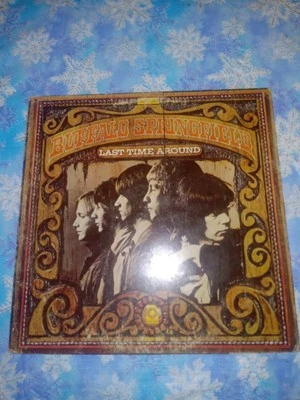 BUFFALO SPRINGFIELD
LAST TIME AROUND